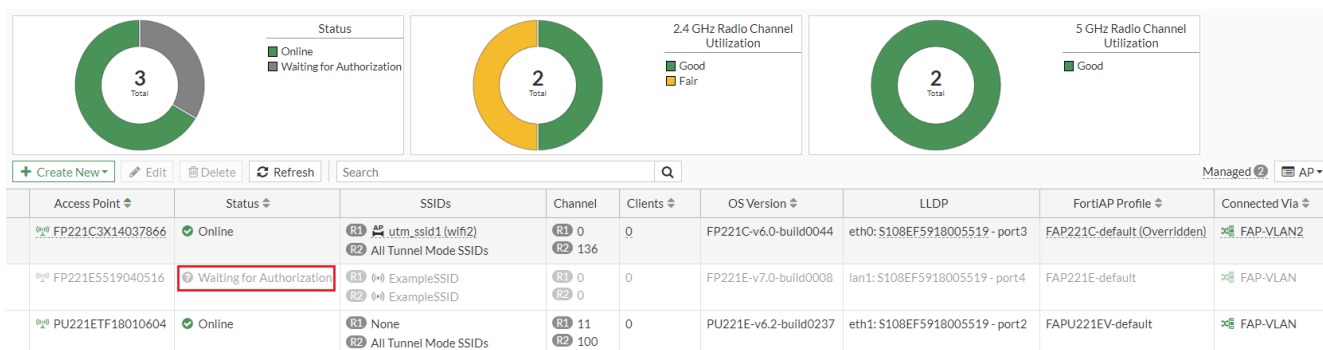 Status
Online
Waiting for Authorization
3
Total
2.4 GHz Radio Channel
Utilization
Good
Fair
2
Total
5 GHz Radio Channel
Utilization
Good
2
Total
+ Create New Edit Delete Refresh Search Managed 2 AP
Access Point Status SSIDs Channel Clients OS Version LLDP FortiAP Profile Connected Via
FP221C3X14037866 Online R1 AP utm_ssid1 (wifi2) R1 0 0 FP221C-v6.0-build0044 eth0: S108EF5918005519 - port3 FAP221C-default (Overridden) FAP-VLAN2
R2 All Tunnel Mode SSIDs R2 136
FP221E5519040516 Waiting for Authorization R1 ExampleSSID R1 0 0 FP221E-v7.0-build0008 lan1: S108EF5918005519 - port4 FAP221E-default FAP-VLAN
R2 ExampleSSID R2 0
PU221ETF18010604 Online R1 None R1 11 0 PU221E-v6.2-build0237 eth1: S108EF5918005519 - port2 FAPU221EV-default FAP-VLAN
R2 All Tunnel Mode SSIDs R2 100